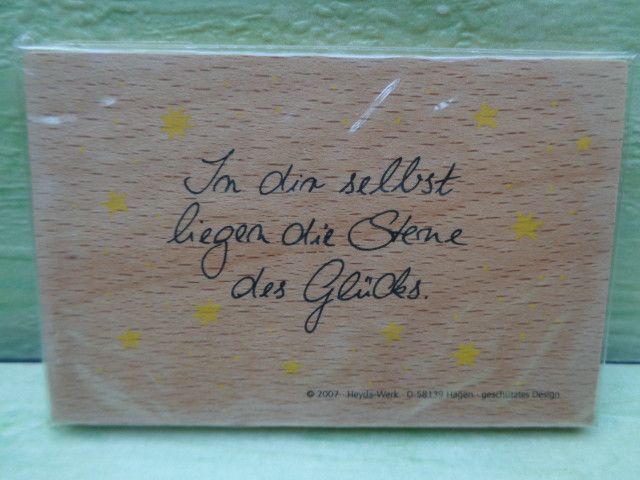 In dir selbst
liegen die Sterne
des Glücks.
© 2007 · Heyda-Werk · D-58139 Hagen · geschütztes Design